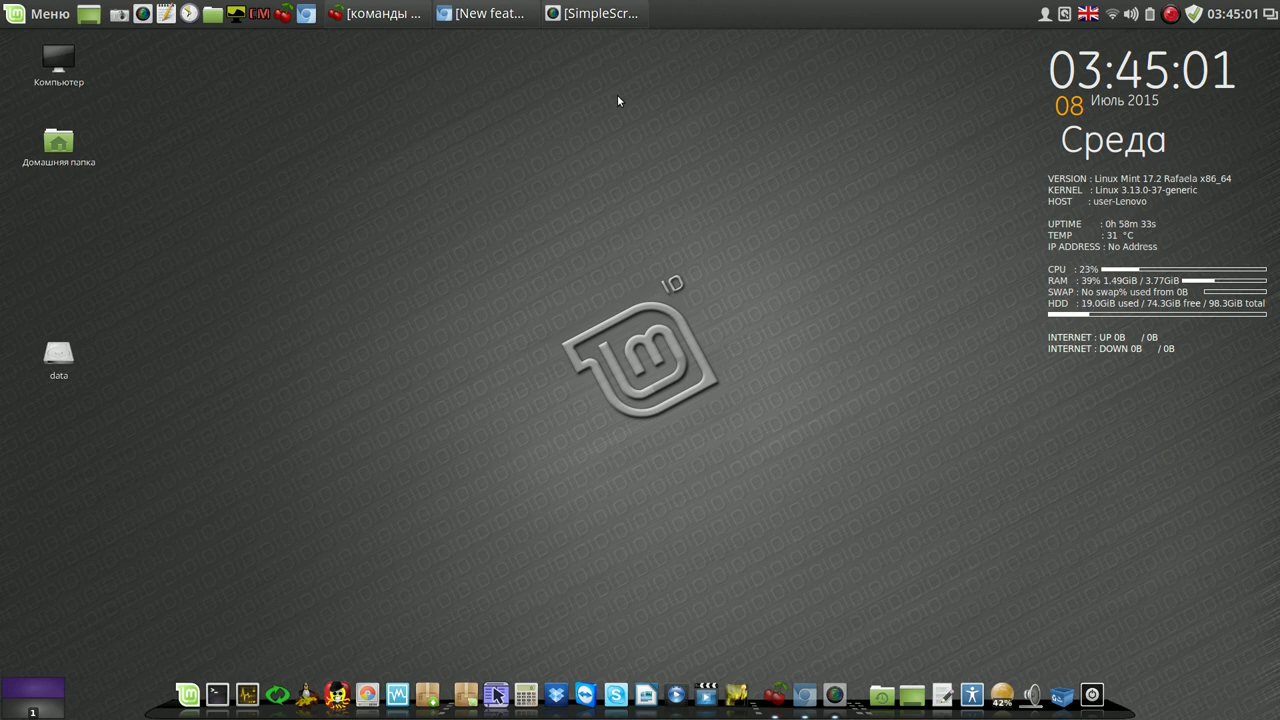 Меню
[команды ...
[New feat...
[SimpleScr...
03:45:01
Компьютер
Домашняя папка
data
03:45:01
08 Июль 2015
Среда
VERSION : Linux Mint 17.2 Rafaela x86_64
KERNEL : Linux 3.13.0-37-generic
HOST : user-Lenovo
UPTIME : 0h 58m 33s
TEMP : 31 °C
IP ADDRESS : No Address
CPU : 23%
RAM : 39% 1.49GiB / 3.77GiB
SWAP : No swap% used from 0B
HDD : 19.0GiB used / 74.3GiB free / 98.3GiB total
INTERNET : UP 0B / 0B
INTERNET : DOWN 0B / 0B
1
42%